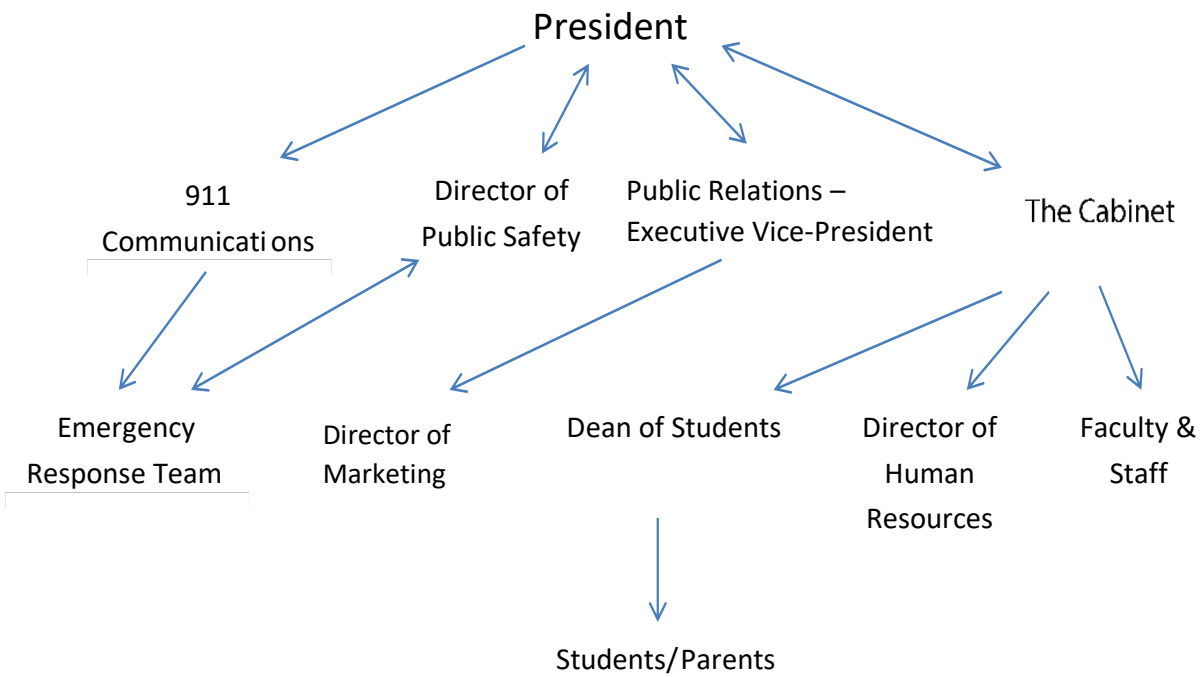 President
911
Communications
Director of
Public Safety
Public Relations –
Executive Vice-President
The Cabinet
Emergency
Response Team
Director of
Marketing
Dean of Students
Director of
Human
Resources
Faculty &
Staff
Students/Parents